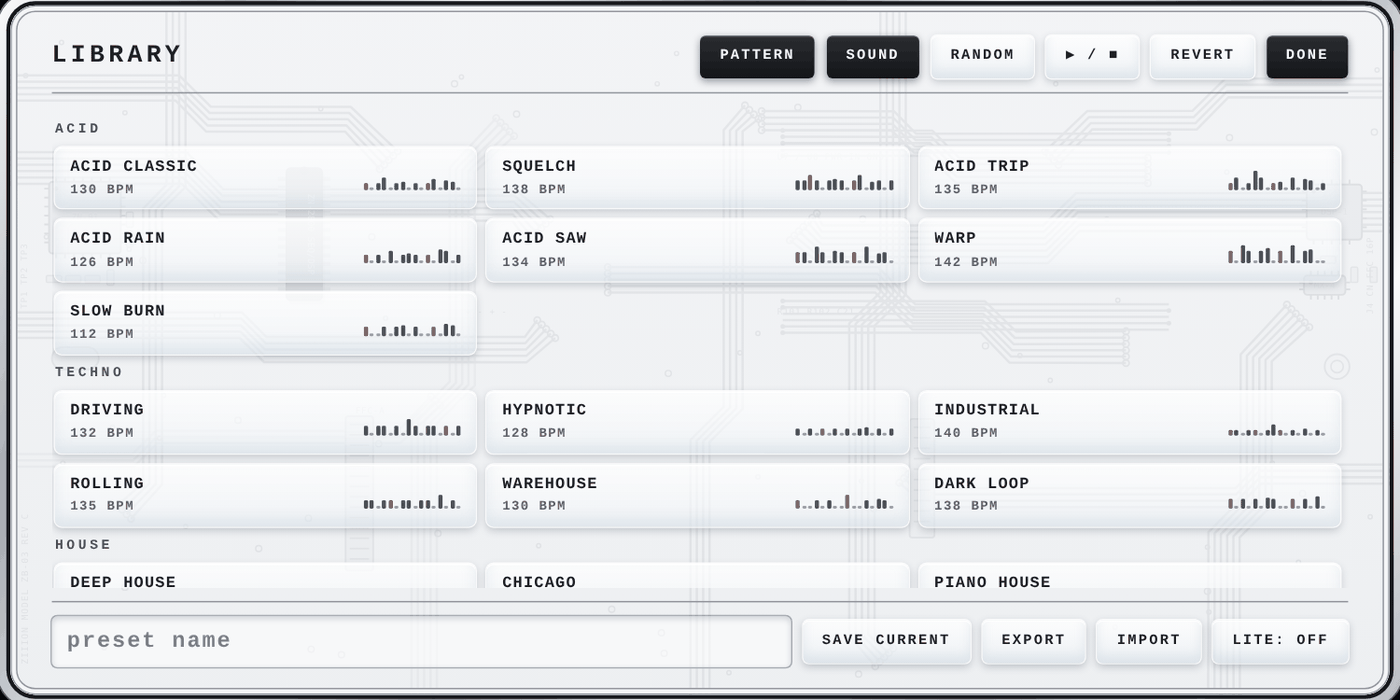 LIBRARY
PATTERN
SOUND
RANDOM
▶ / ■
REVERT
DONE
ACID
ACID CLASSIC
130 BPM
SQUELCH
138 BPM
ACID TRIP
135 BPM
ACID RAIN
126 BPM
ACID SAW
134 BPM
WARP
142 BPM
SLOW BURN
112 BPM
TECHNO
DRIVING
132 BPM
HYPNOTIC
128 BPM
INDUSTRIAL
140 BPM
ROLLING
135 BPM
WAREHOUSE
130 BPM
DARK LOOP
138 BPM
HOUSE
DEEP HOUSE
CHICAGO
PIANO HOUSE
preset name
SAVE CURRENT
EXPORT
IMPORT
LITE: OFF